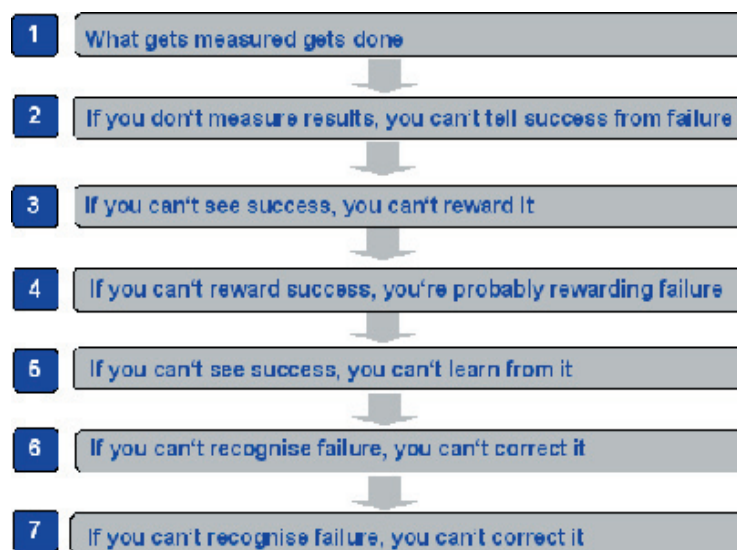 1 What gets measured gets done
2 If you don't measure results, you can't tell success from failure
3 If you can't see success, you can't reward it
4 If you can't reward success, you're probably rewarding failure
5 If you can't see success, you can't learn from it
6 If you can't recognise failure, you can't correct it
7 If you can't recognise failure, you can't correct it